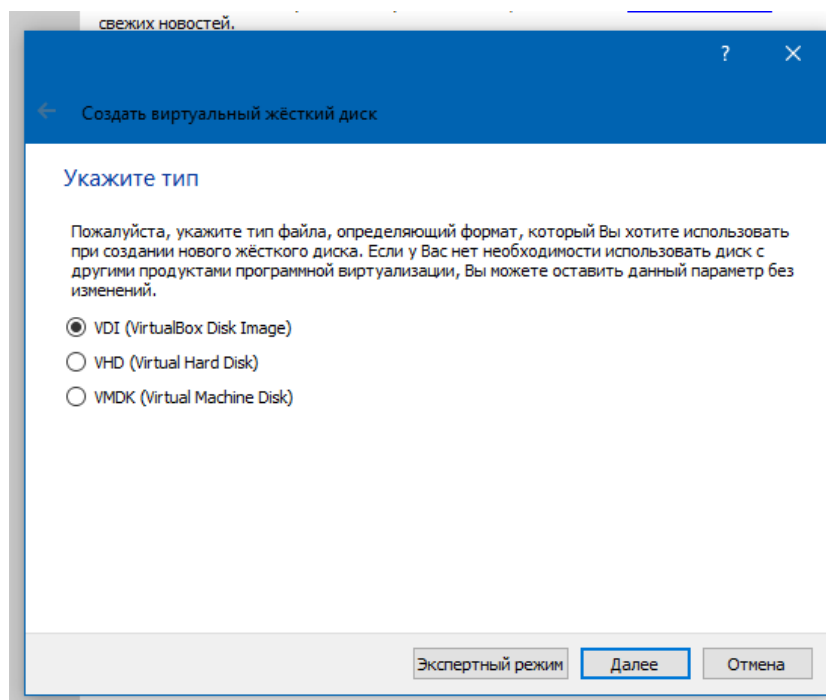 свежих новостей.
?
Создать виртуальный жёсткий диск
Укажите тип
Пожалуйста, укажите тип файла, определяющий формат, который Вы хотите использовать
при создании нового жёсткого диска. Если у Вас нет необходимости использовать диск с
другими продуктами программной виртуализации, Вы можете оставить данный параметр без
изменений.
VDI (VirtualBox Disk Image)
VHD (Virtual Hard Disk)
VMDK (Virtual Machine Disk)
Экспертный режим Далее Отмена